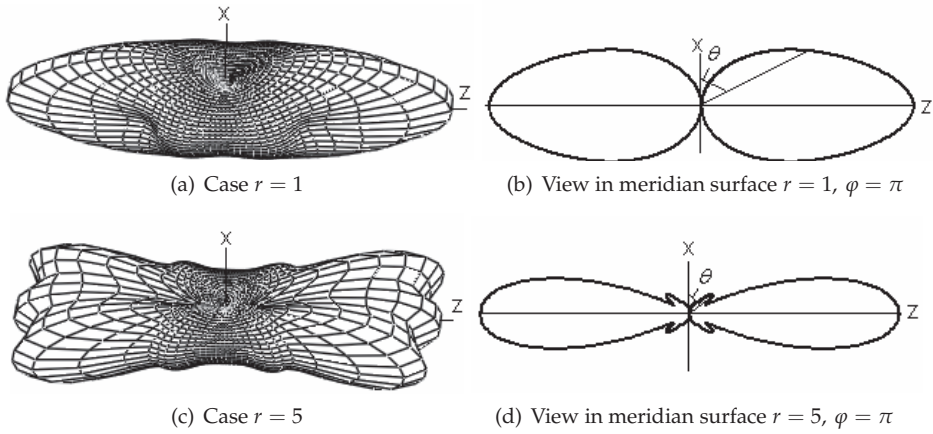 X
Z
(a) Case r = 1
X
θ
Z
(b) View in meridian surface r = 1, φ = π
X
Z
(c) Case r = 5
X
θ
Z
(d) View in meridian surface r = 5, φ = π